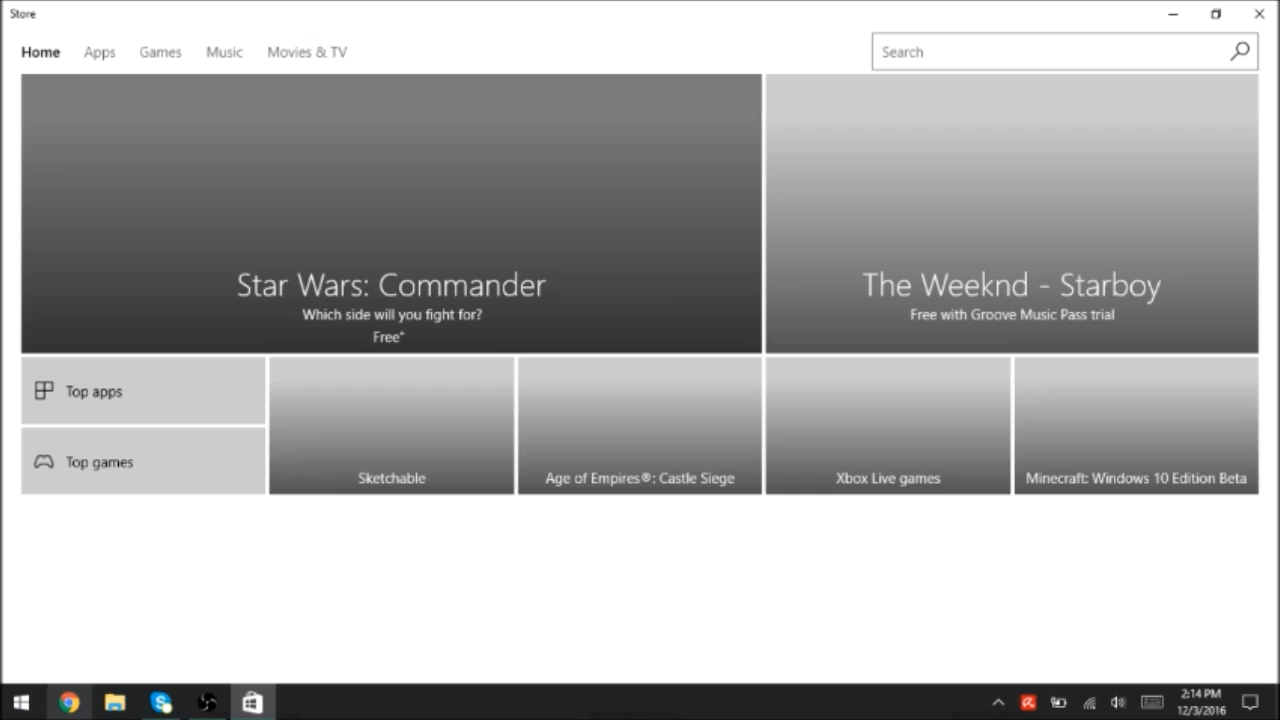 Store
Home Apps Games Music Movies & TV
Search
Star Wars: Commander
Which side will you fight for?
Free*
The Weeknd - Starboy
Free with Groove Music Pass trial
Top apps
Top games
Sketchable
Age of Empires®: Castle Siege
Xbox Live games
Minecraft: Windows 10 Edition Beta
2:14 PM
12/3/2016